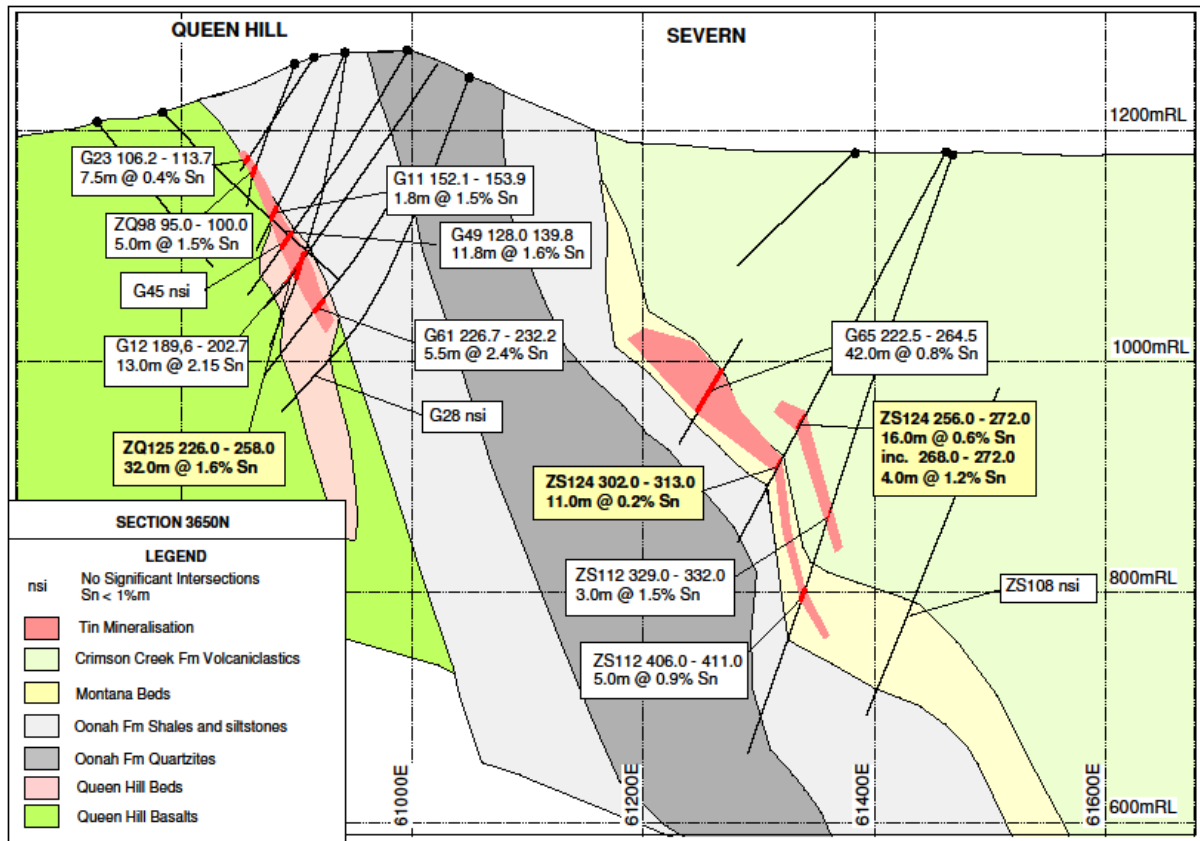 QUEEN HILL
SEVERN
1200mRL
G23 106.2 - 113.7
7.5m @ 0.4% Sn
G11 152.1 - 153.9
1.8m @ 1.5% Sn
ZQ98 95.0 - 100.0
5.0m @ 1.5% Sn
G49 128.0 139.8
11.8m @ 1.6% Sn
G45 nsi
G12 189,6 - 202.7
13.0m @ 2.15 Sn
G61 226.7 - 232.2
5.5m @ 2.4% Sn
G65 222.5 - 264.5
42.0m @ 0.8% Sn
1000mRL
G28 nsi
ZS124 256.0 - 272.0
16.0m @ 0.6% Sn
inc. 268.0 - 272.0
4.0m @ 1.2% Sn
ZQ125 226.0 - 258.0
32.0m @ 1.6% Sn
ZS124 302.0 - 313.0
11.0m @ 0.2% Sn
ZS112 329.0 - 332.0
3.0m @ 1.5% Sn
ZS108 nsi
800mRL
ZS112 406.0 - 411.0
5.0m @ 0.9% Sn
SECTION 3650N
LEGEND
nsi
No Significant Intersections
Sn < 1%m
Tin Mineralisation
Crimson Creek Fm Volcaniclastics
Montana Beds
Oonah Fm Shales and siltstones
Oonah Fm Quartzites
Queen Hill Beds
Queen Hill Basalts
61000E
61200E
61400E
61600E
600mRL